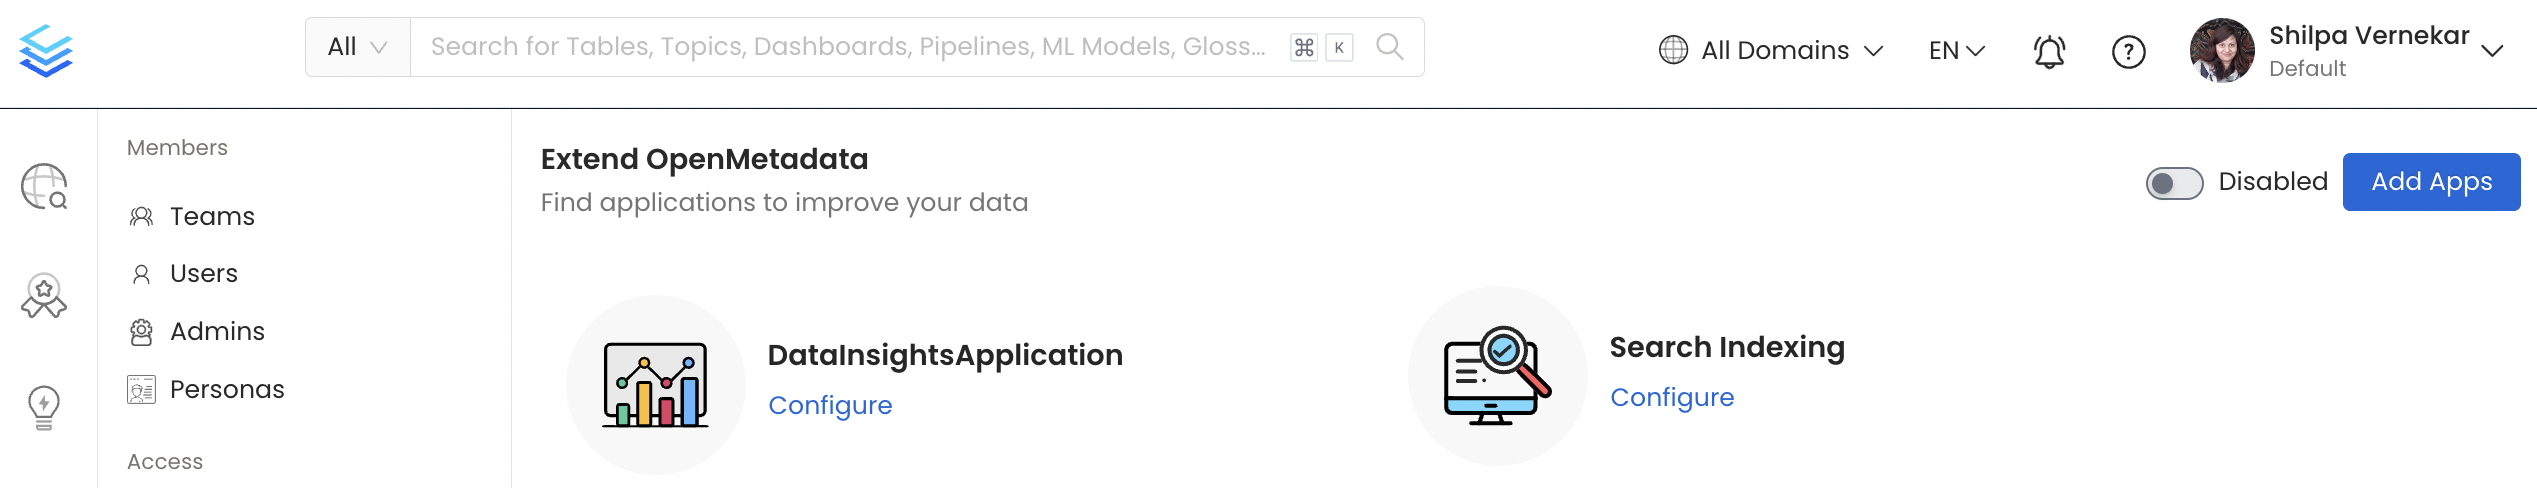 All
Search for Tables, Topics, Dashboards, Pipelines, ML Models, Gloss...
⌘ K
All Domains
EN
Shilpa Vernekar
Default
Members
Teams
Users
Admins
Personas
Access
Extend OpenMetadata
Find applications to improve your data
Disabled
Add Apps
DataInsightsApplication
Configure
Search Indexing
Configure